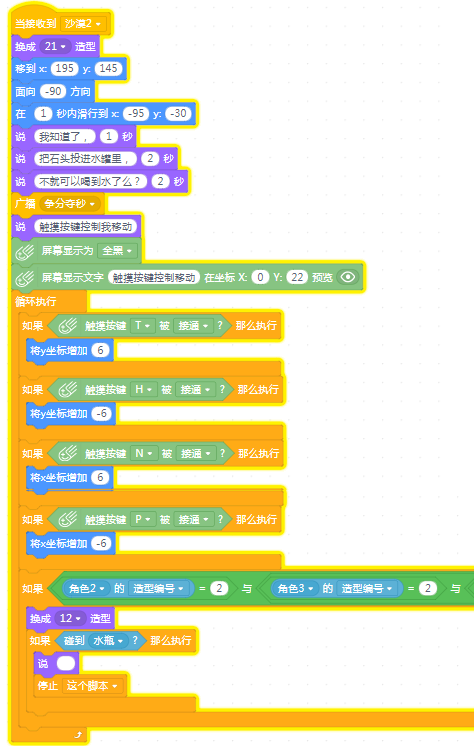 当接收到 沙漠2
换成 21 造型
移到 x: 195 y: 145
面向 -90 方向
在 1 秒内滑行到 x: -95 y: -30
说 我知道了， 1 秒
说 把石头投进水罐里， 2 秒
说 不就可以喝到水了么？ 2 秒
广播 争分夺秒
说 触摸按键控制我移动
屏幕显示为 全黑
屏幕显示文字 触摸按键控制移动 在坐标 X: 0 Y: 22 预览
循环执行
如果 触摸按键 T 被 接通 ? 那么执行
将y坐标增加 6
如果 触摸按键 H 被 接通 ? 那么执行
将y坐标增加 -6
如果 触摸按键 N 被 接通 ? 那么执行
将x坐标增加 6
如果 触摸按键 P 被 接通 ? 那么执行
将x坐标增加 -6
如果 角色2 的 造型编号 = 2 与 角色3 的 造型编号 = 2 与
换成 12 造型
如果 碰到 水瓶 ? 那么执行
说
停止 这个脚本